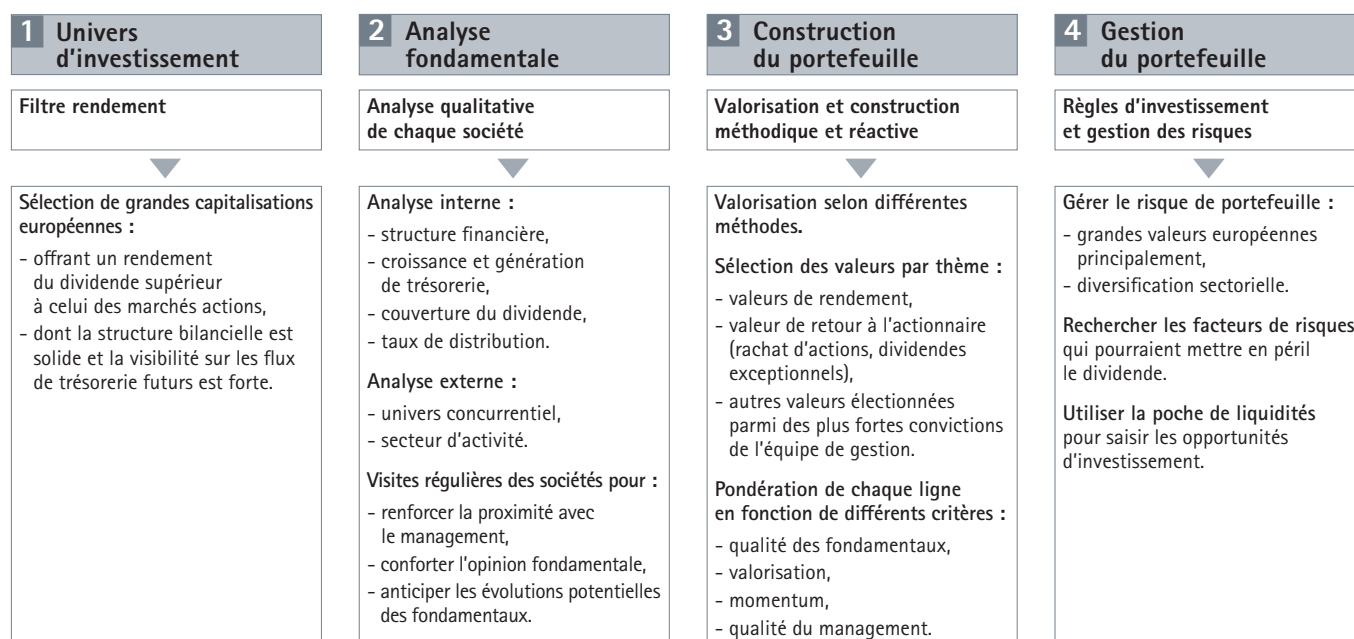 1 Univers
d'investissement
Filtre rendement
Sélection de grandes capitalisations
européennes :
- offrant un rendement
du dividende supérieur
à celui des marchés actions,
- dont la structure bilancielle est
solide et la visibilité sur les flux
de trésorerie futurs est forte.
2 Analyse
fondamentale
Analyse qualitative
de chaque société
Analyse interne :
- structure financière,
- croissance et génération
de trésorerie,
- couverture du dividende,
- taux de distribution.
Analyse externe :
- univers concurrentiel,
- secteur d'activité.
Visites régulières des sociétés pour :
- renforcer la proximité avec
le management,
- conforter l'opinion fondamentale,
- anticiper les évolutions potentielles
des fondamentaux.
3 Construction
du portefeuille
Valorisation et construction
méthodique et réactive
Valorisation selon différentes
méthodes.
Sélection des valeurs par thème :
- valeurs de rendement,
- valeur de retour à l'actionnaire
(rachat d'actions, dividendes
exceptionnels),
- autres valeurs électionnées
parmi des plus fortes convictions
de l'équipe de gestion.
Pondération de chaque ligne
en fonction de différents critères :
- qualité des fondamentaux,
- valorisation,
- momentum,
- qualité du management.
4 Gestion
du portefeuille
Règles d'investissement
et gestion des risques
Gérer le risque de portefeuille :
- grandes valeurs européennes
principalement,
- diversification sectorielle.
Rechercher les facteurs de risques
qui pourraient mettre en péril
le dividende.
Utiliser la poche de liquidités
pour saisir les opportunités
d'investissement.